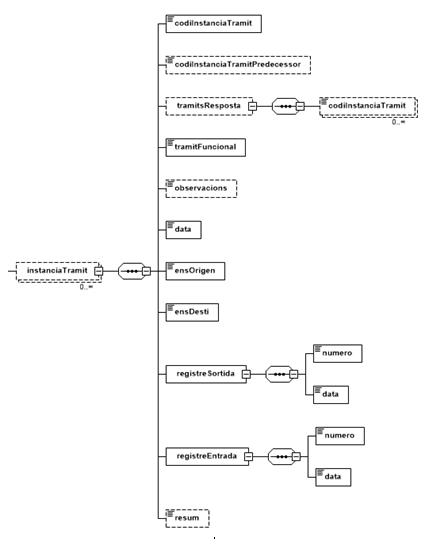 codiInstanciaTramit
codiInstanciaTramitPredecessor
tramitsResposta
codiInstanciaTramit
0..∞
tramitFuncional
observacions
data
instanciaTramit
0..∞
ensOrigen
ensDesti
numero
registreSortida
data
numero
registreEntrada
data
resum